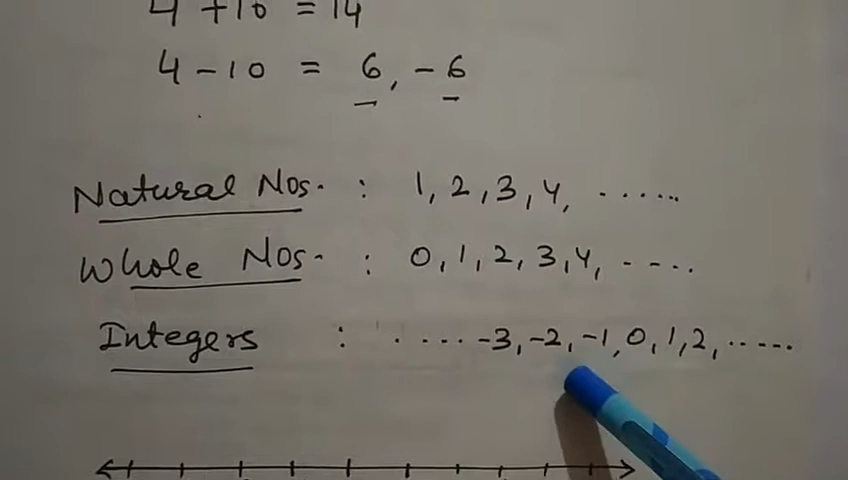 4 + 10 = 14
4 - 10 = 6, -6
Natural Nos. : 1, 2, 3, 4, ......
Whole Nos. : 0, 1, 2, 3, 4, ....
Integers : ..... -3, -2, -1, 0, 1, 2, .....